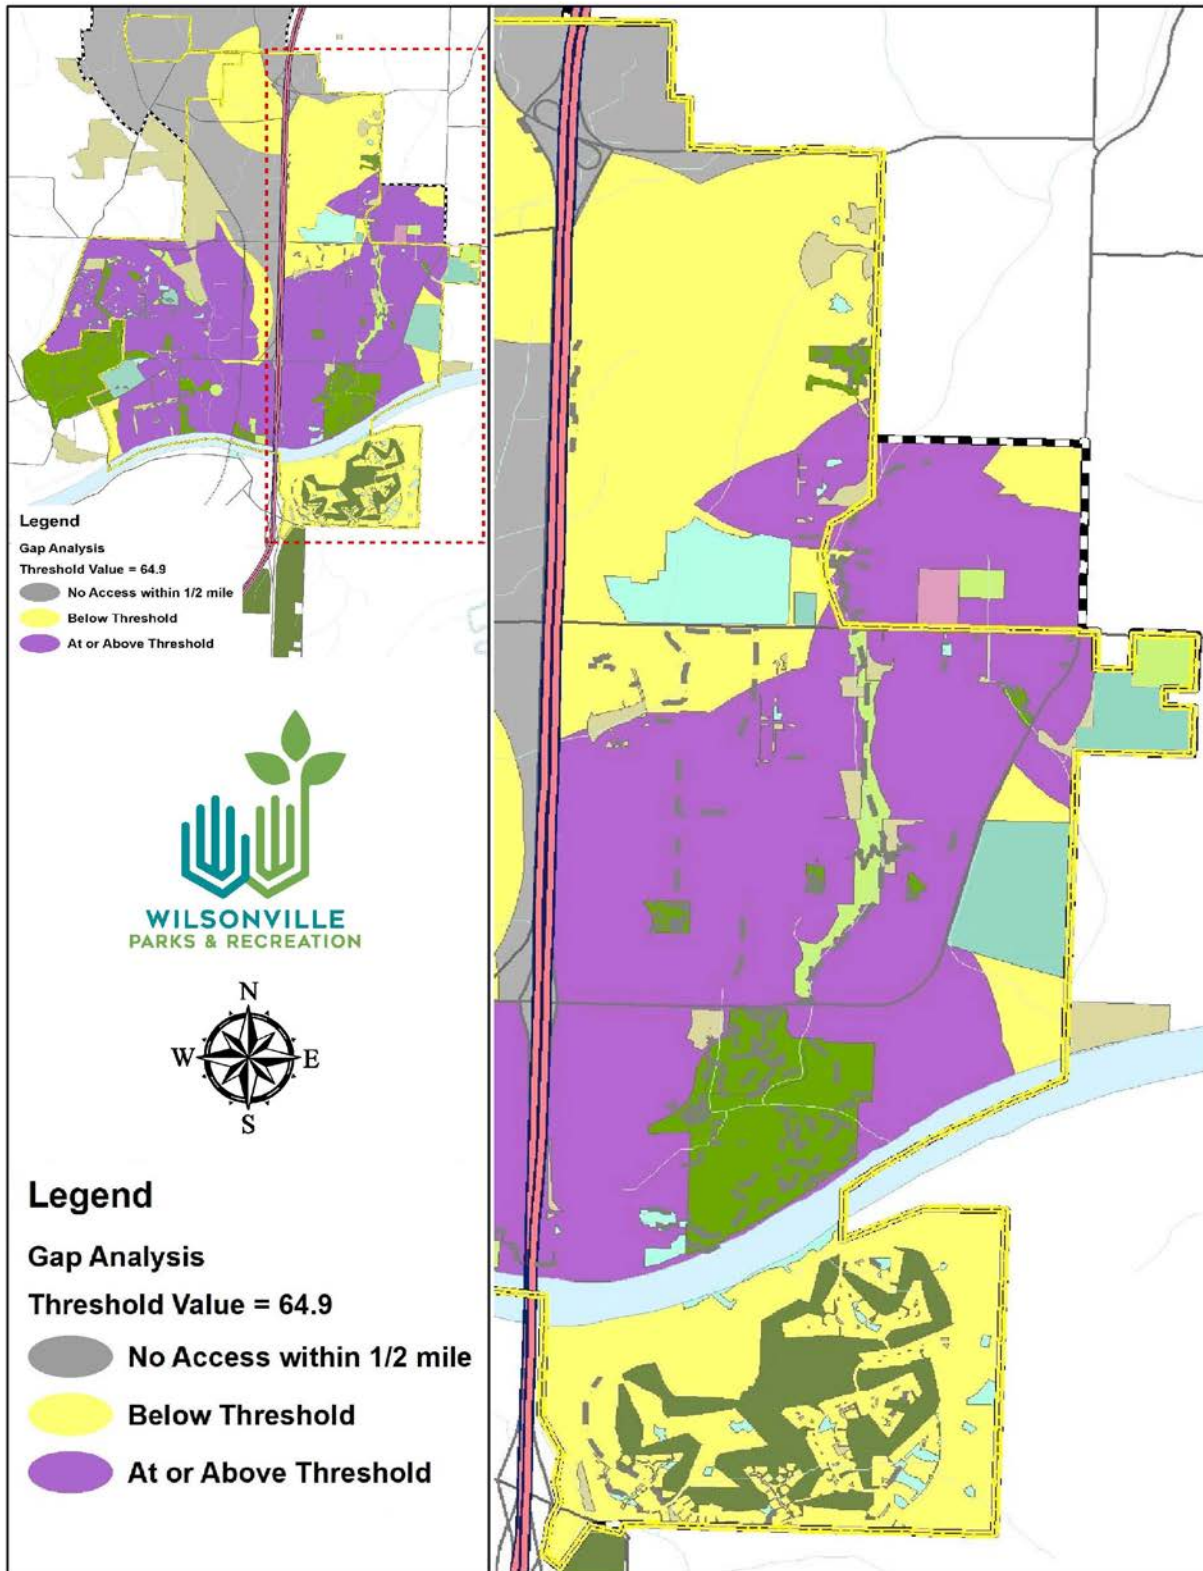 Legend
Gap Analysis
Threshold Value = 64.9
No Access within 1/2 mile
Below Threshold
At or Above Threshold
WILSONVILLE
PARKS & RECREATION
N
W E
S
Legend
Gap Analysis
Threshold Value = 64.9
No Access within 1/2 mile
Below Threshold
At or Above Threshold